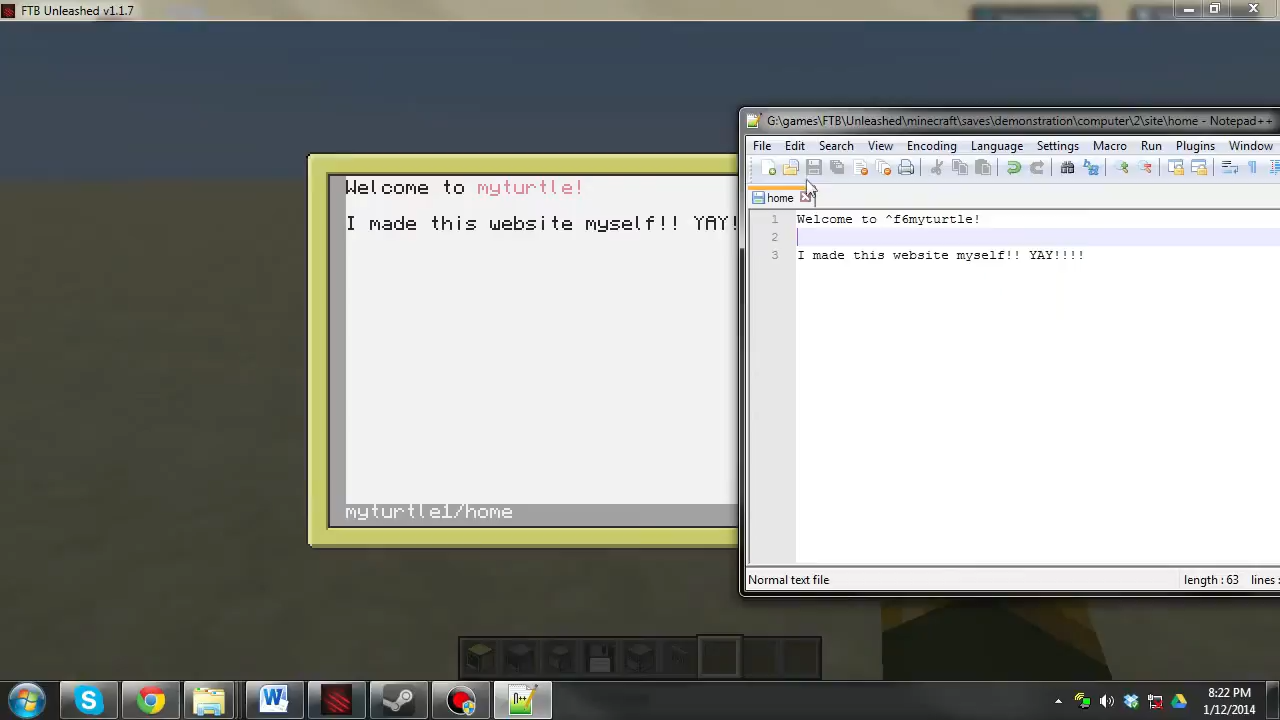 FTB Unleashed v1.1.7
Welcome to myturtle!
I made this website myself!! YAY!
myturtle1/home
G:\games\FTB\Unleashed\minecraft\saves\demonstration\computer\2\site\home - Notepad++
File Edit Search View Encoding Language Settings Macro Run Plugins Window
home
1 Welcome to ^f6myturtle!
2
3 I made this website myself!! YAY!!!!
Normal text file length : 63 lines :
8:22 PM
1/12/2014